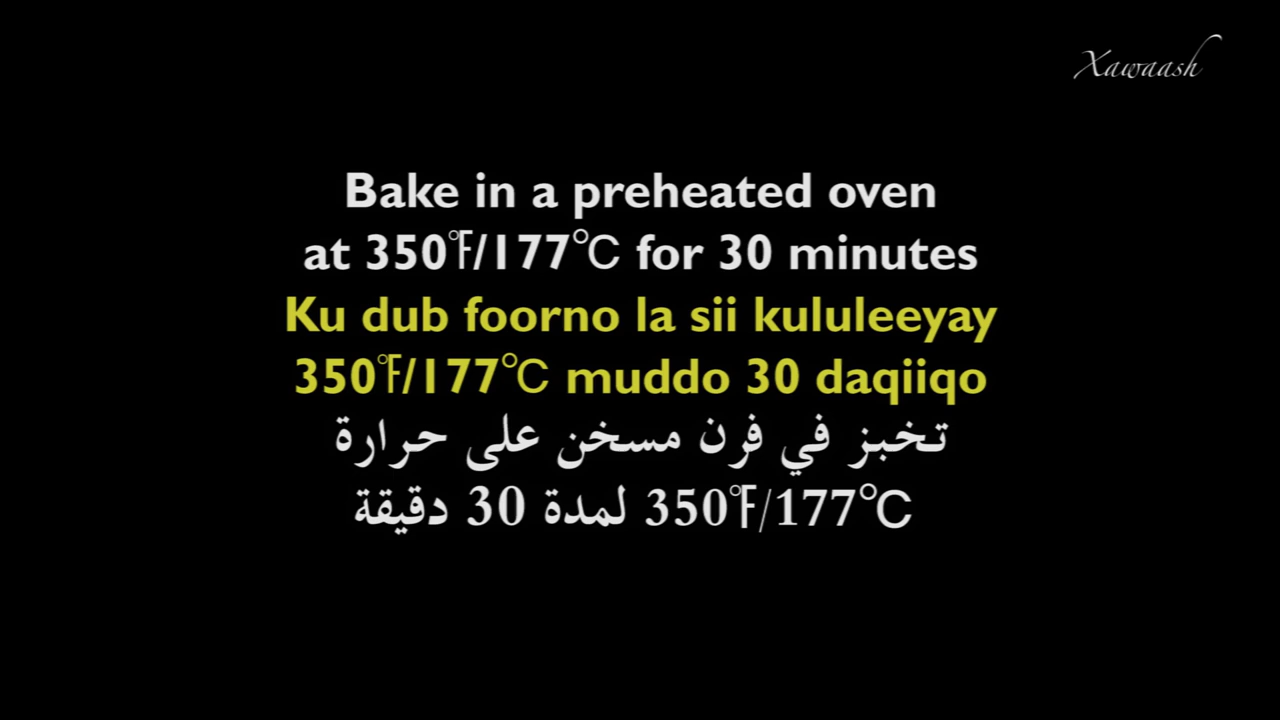 Xawaash
Bake in a preheated oven
at 350℉/177℃ for 30 minutes
Ku dub foorno la sii kululeeyay
350℉/177℃ muddo 30 daqiiqo
تخبز في فرن مسخن على حرارة
350℉/177℃ لمدة 30 دقيقة